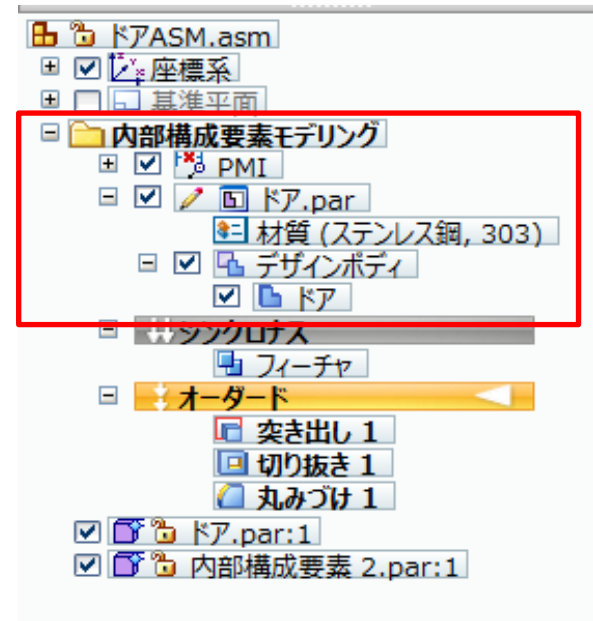 ドアASM.asm
座標系
基準平面
内部構成要素モデリング
PMI
ドア.par
材質 (ステンレス鋼, 303)
デザインボディ
ドア
シンクロナス
フィーチャ
オーダード
突き出し 1
切り抜き 1
丸みづけ 1
ドア.par:1
内部構成要素 2.par:1